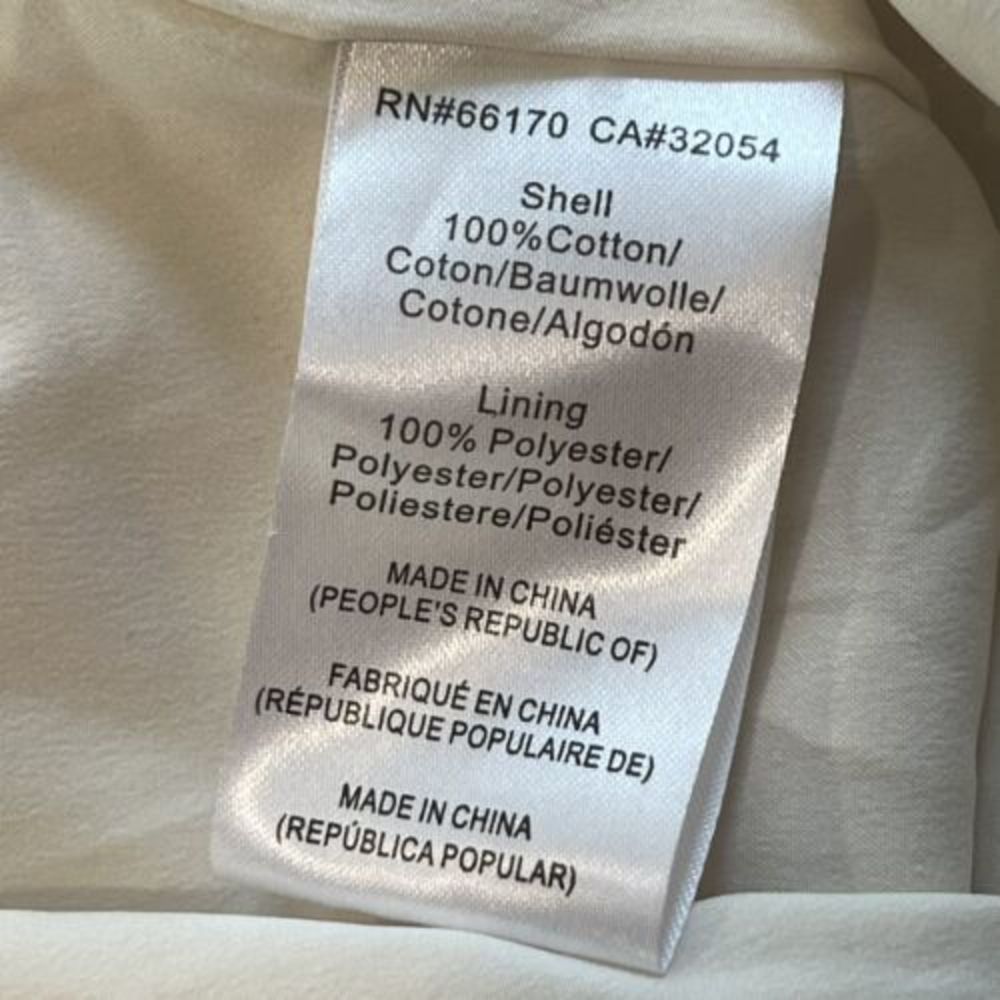 RN#66170 CA#32054
Shell
100%Cotton/
Coton/Baumwolle/
Cotone/Algodón
Lining
100% Polyester/
Polyester/Polyester/
Poliestere/Poliéster
MADE IN CHINA
(PEOPLE'S REPUBLIC OF)
FABRIQUÉ EN CHINA
(RÉPUBLIQUE POPULAIRE DE)
MADE IN CHINA
(REPÚBLICA POPULAR)